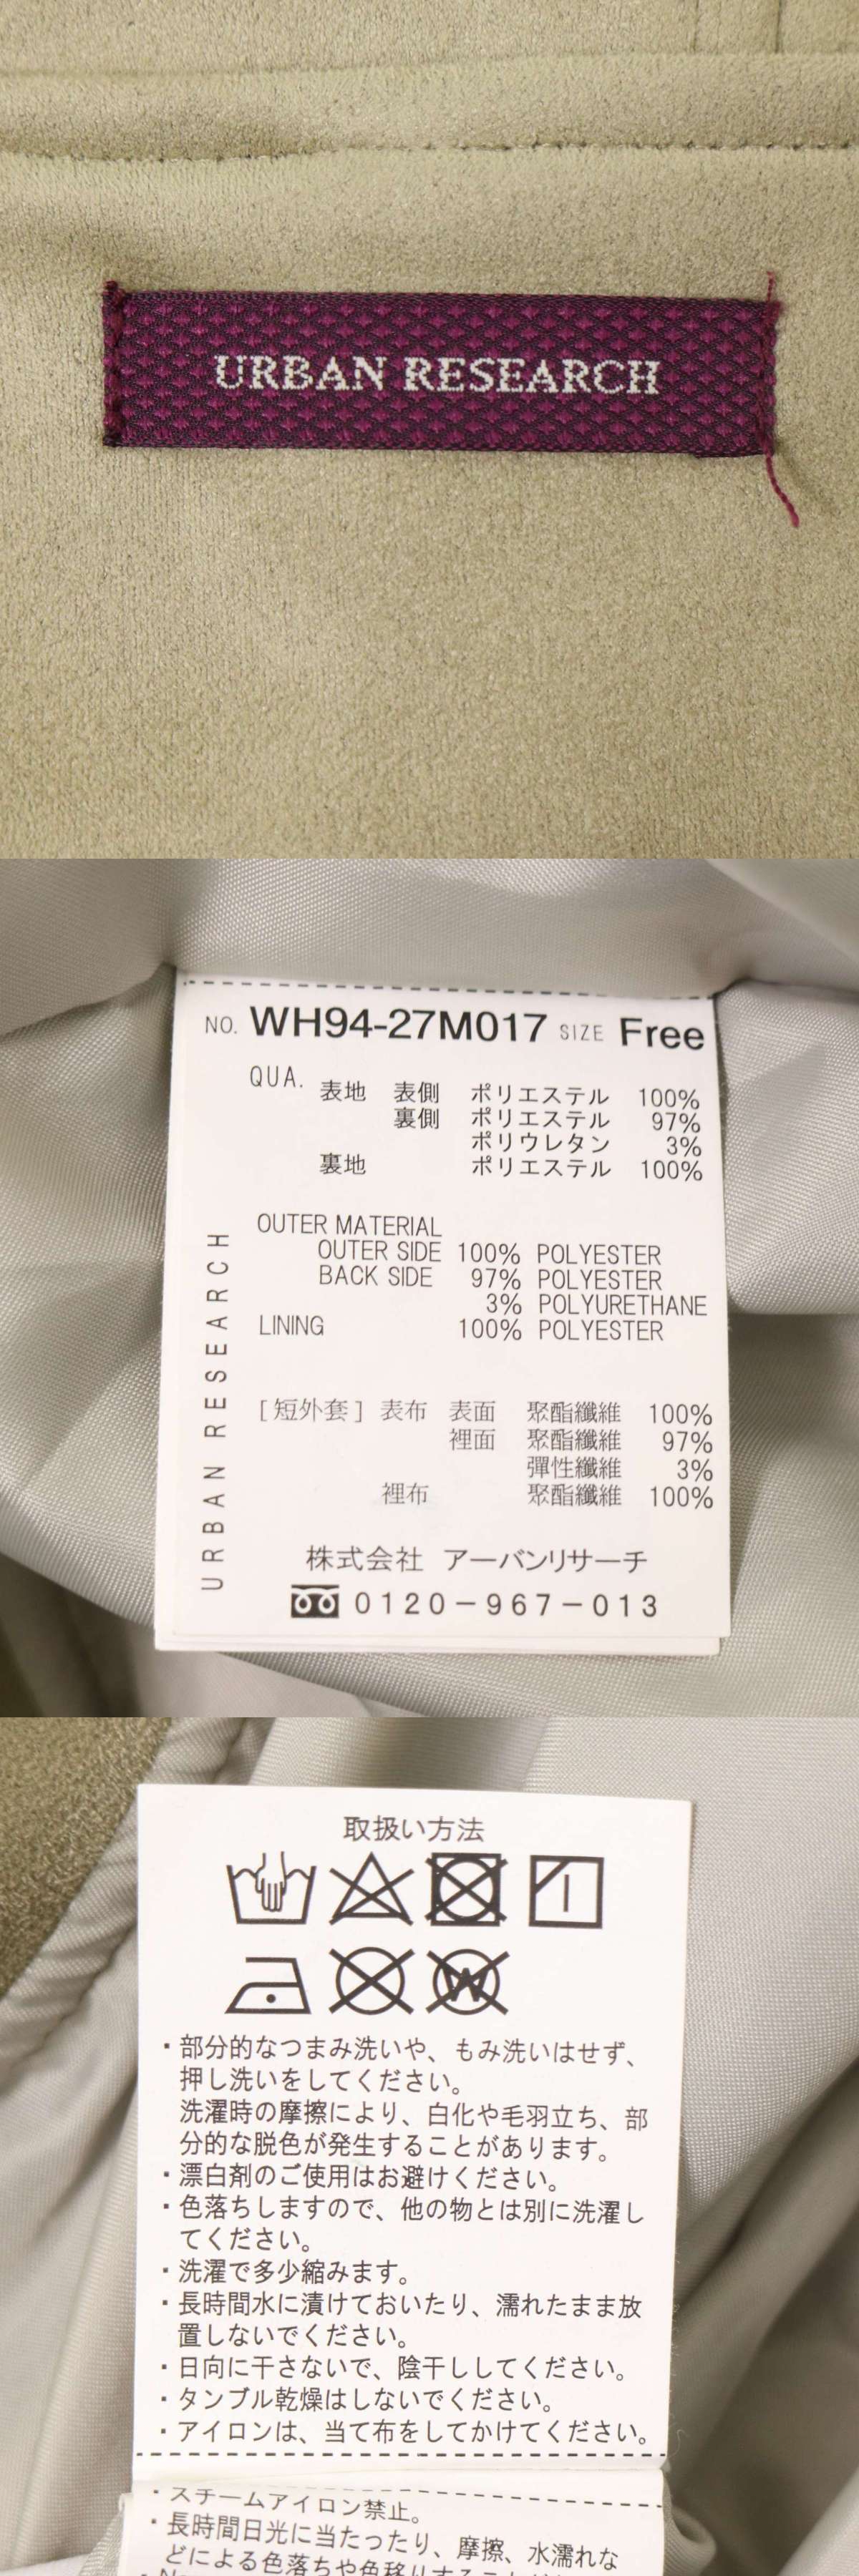 URBAN RESEARCH
NO. WH94-27M017 SIZE Free
QUA. 表地 表側 ポリエステル 100%
裏側 ポリエステル 97%
ポリウレタン 3%
裏地 ポリエステル 100%
OUTER MATERIAL
OUTER SIDE 100% POLYESTER
BACK SIDE 97% POLYESTER
3% POLYURETHANE
LINING 100% POLYESTER
[短外套] 表布 表面 聚酯纖維 100%
裡面 聚酯纖維 97%
彈性纖維 3%
裡布 聚酯纖維 100%
URBAN RESEARCH
株式会社 アーバンリサーチ
0120-967-013
取扱い方法
W
・部分的なつまみ洗いや、もみ洗いはせず、
押し洗いをしてください。
洗濯時の摩擦により、白化や毛羽立ち、部
分的な脱色が発生することがあります。
・漂白剤のご使用はお避けください。
・色落ちしますので、他の物とは別に洗濯し
てください。
・洗濯で多少縮みます。
・長時間水に漬けておいたり、濡れたまま放
置しないでください。
・日向に干さないで、陰干ししてください。
・タンブル乾燥はしないでください。
・アイロンは、当て布をしてかけてください。
・スチームアイロン禁止。
・長時間日光に当たったり、摩擦、水濡れな
どによる色落ちや色移りすること